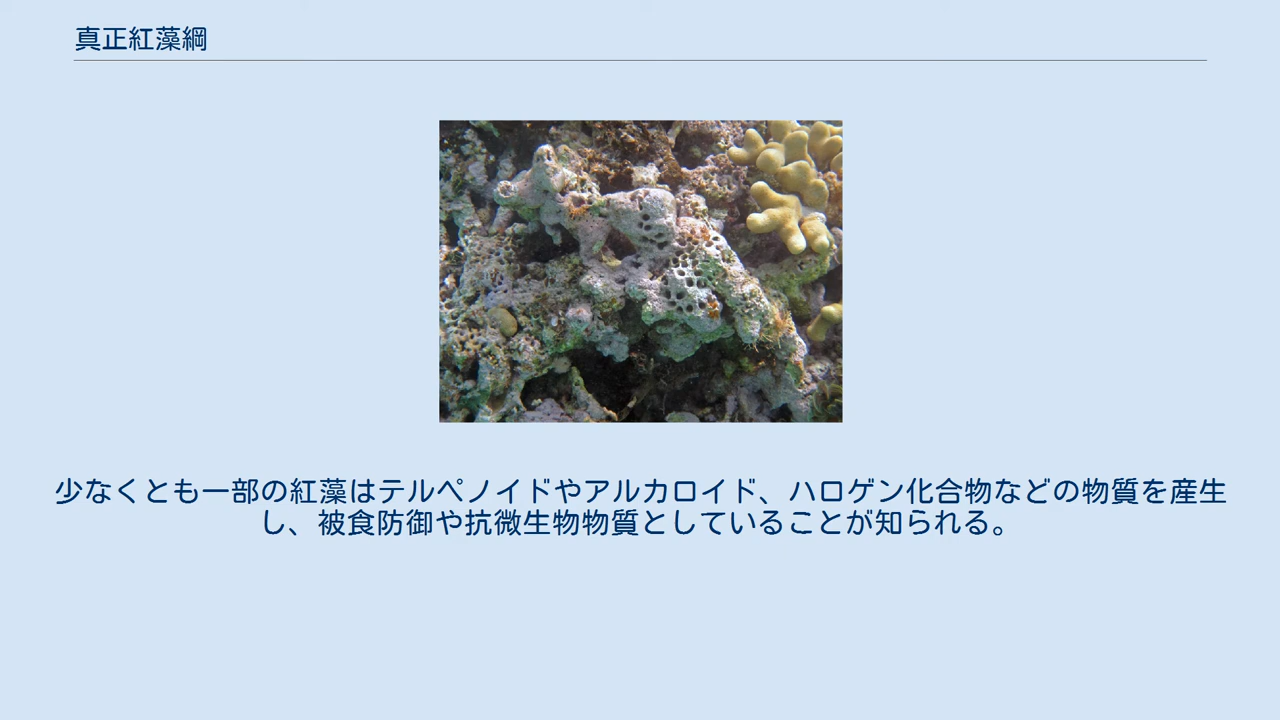 真正紅藻綱
少なくとも一部の紅藻はテルペノイドやアルカロイド、ハロゲン化合物などの物質を産生
し、被食防御や抗微生物物質としていることが知られる。